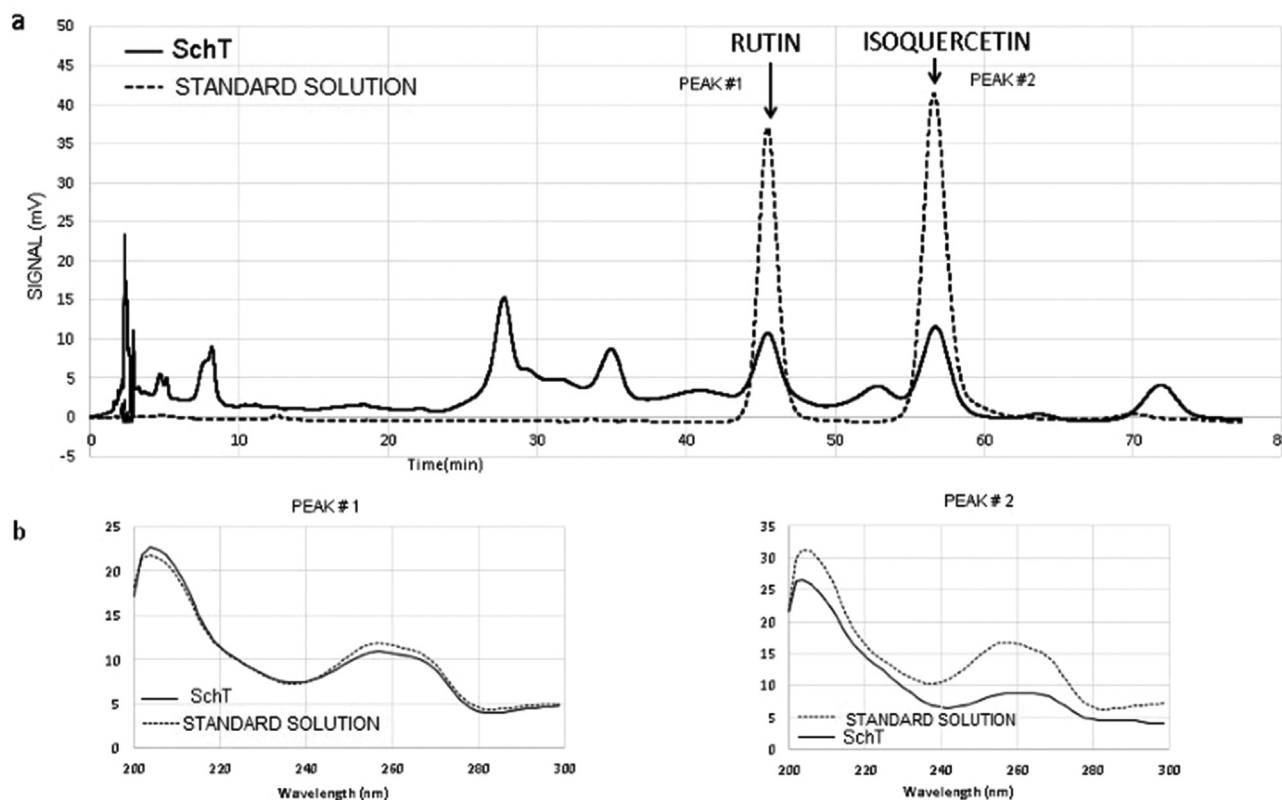 a
50
45
40
35
30
25
20
15
10
5
0
-5
SIGNAL (mV)
SchT
STANDARD SOLUTION
RUTIN
PEAK #1
ISOQUERCETIN
PEAK #2
0 10 20 30 40 50 60 70 80
Time(min)
b
PEAK # 1
25
20
15
10
5
0
SchT
STANDARD SOLUTION
200 220 240 260 280 300
Wavelength (nm)
PEAK # 2
35
30
25
20
15
10
5
0
STANDARD SOLUTION
SchT
200 220 240 260 280 300
Wavelength (nm)